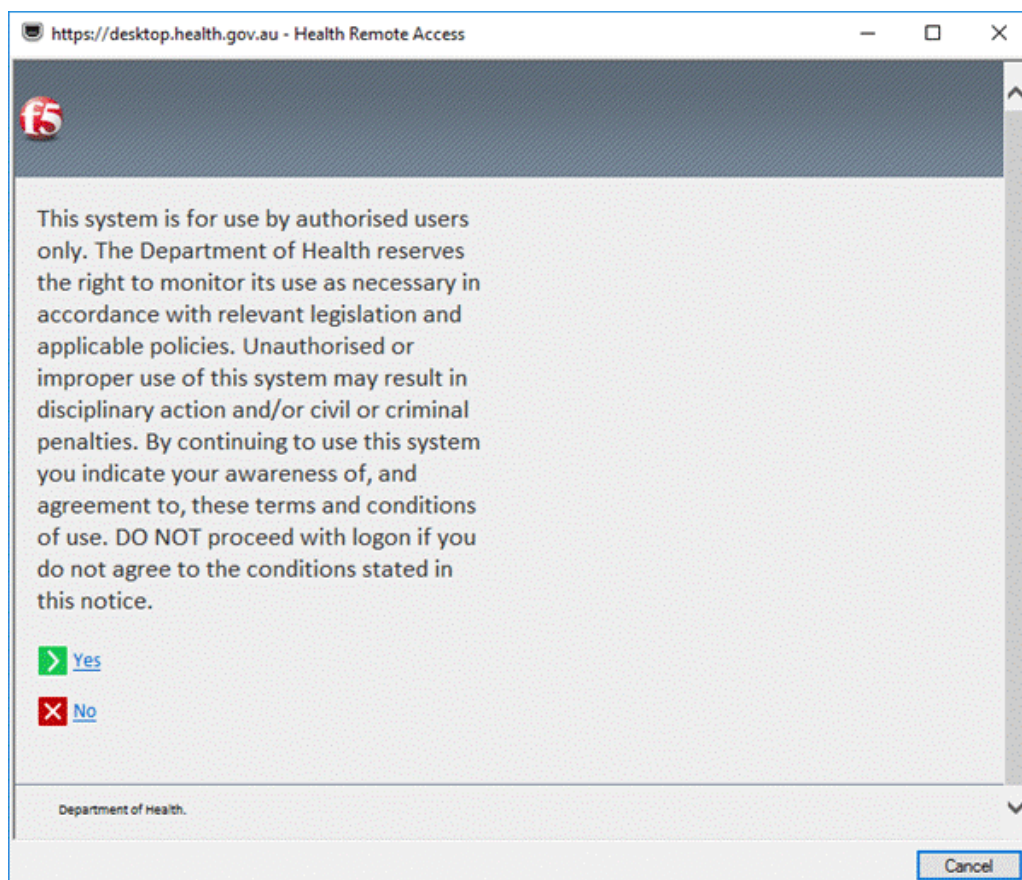 https://desktop.health.gov.au - Health Remote Access
f5
This system is for use by authorised users
only. The Department of Health reserves
the right to monitor its use as necessary in
accordance with relevant legislation and
applicable policies. Unauthorised or
improper use of this system may result in
disciplinary action and/or civil or criminal
penalties. By continuing to use this system
you indicate your awareness of, and
agreement to, these terms and conditions
of use. DO NOT proceed with logon if you
do not agree to the conditions stated in
this notice.
Yes
No
Department of Health.
Cancel